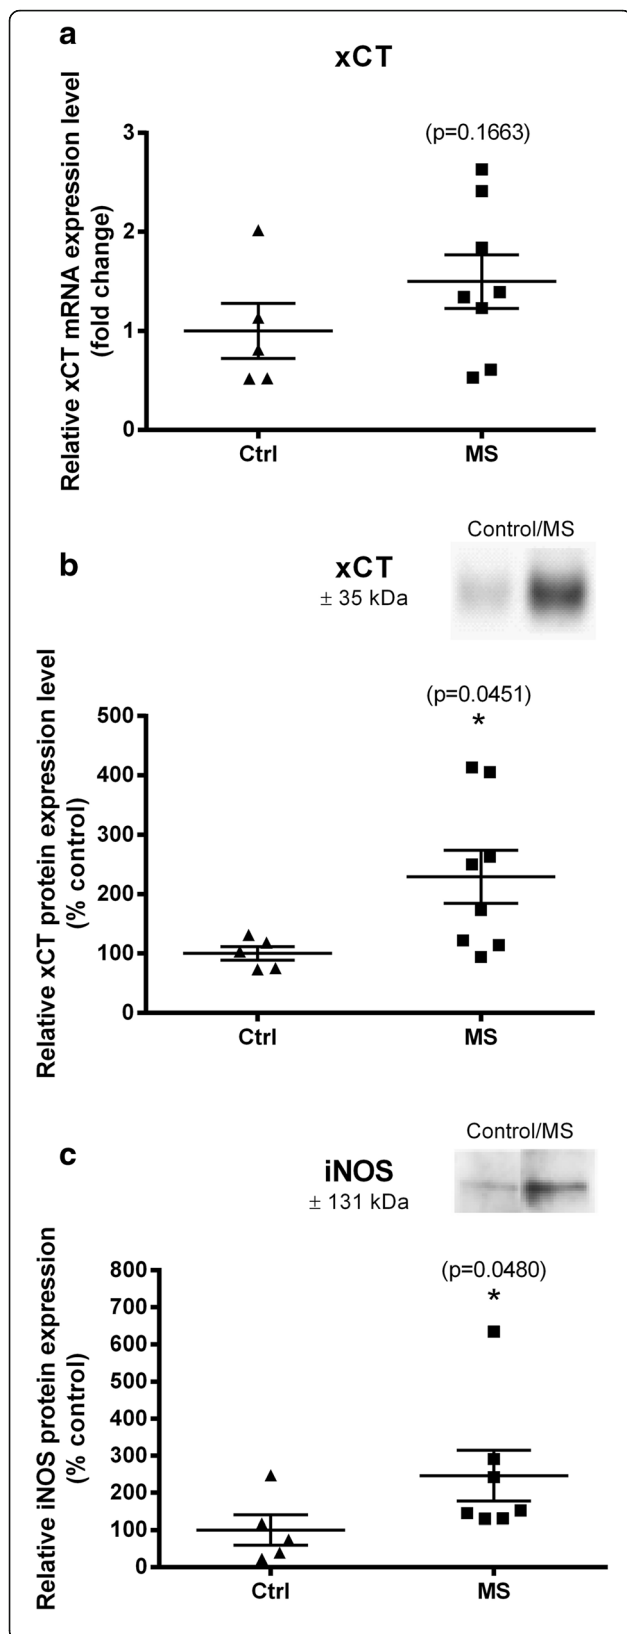 a
xCT
Relative xCT mRNA expression level
(fold change)
(p=0.1663)
3
2
1
0
Ctrl
MS
b
xCT
± 35 kDa
Control/MS
Relative xCT protein expression level
(% control)
(p=0.0451)
*
500
400
300
200
100
0
Ctrl
MS
c
iNOS
± 131 kDa
Control/MS
Relative iNOS protein expression
(% control)
(p=0.0480)
*
800
700
600
500
400
300
200
100
0
Ctrl
MS